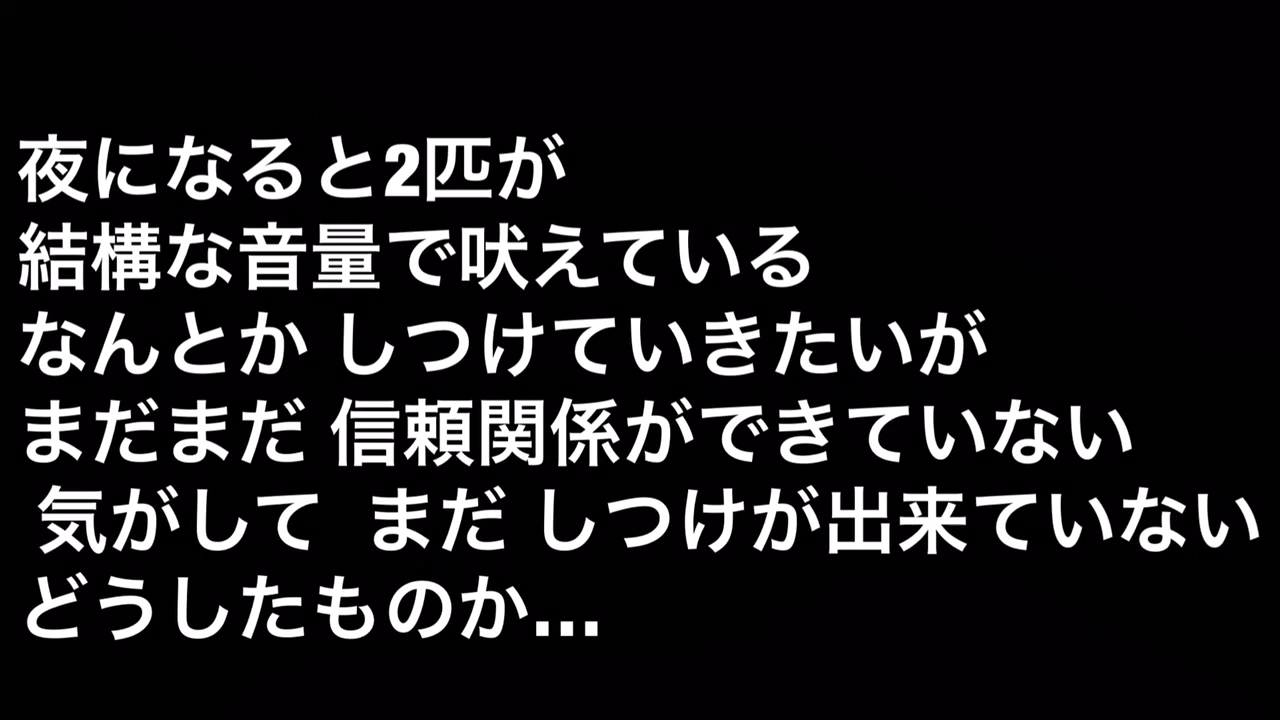 夜になると2匹が
結構な音量で吠えている
なんとか しつけていきたいが
まだまだ 信頼関係ができていない
気がして  まだ しつけが出来ていない
どうしたものか...